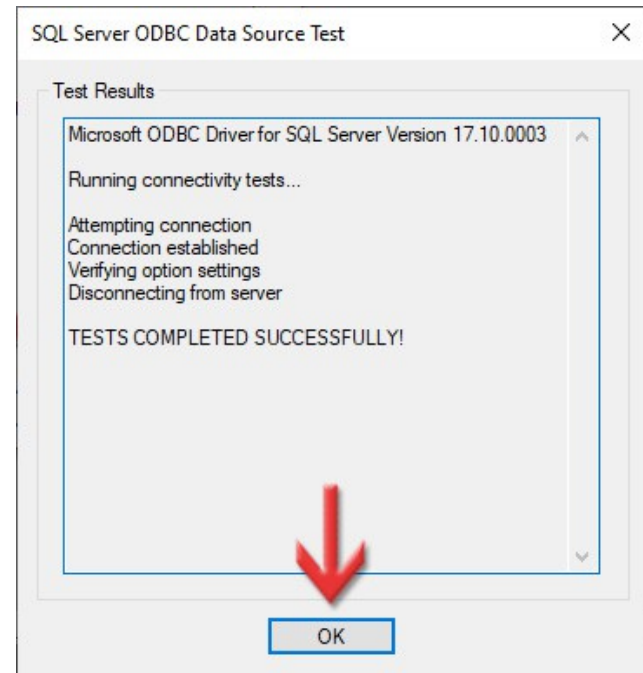 SQL Server ODBC Data Source Test
Test Results
Microsoft ODBC Driver for SQL Server Version 17.10.0003
Running connectivity tests...
Attempting connection
Connection established
Verifying option settings
Disconnecting from server
TESTS COMPLETED SUCCESSFULLY!
OK